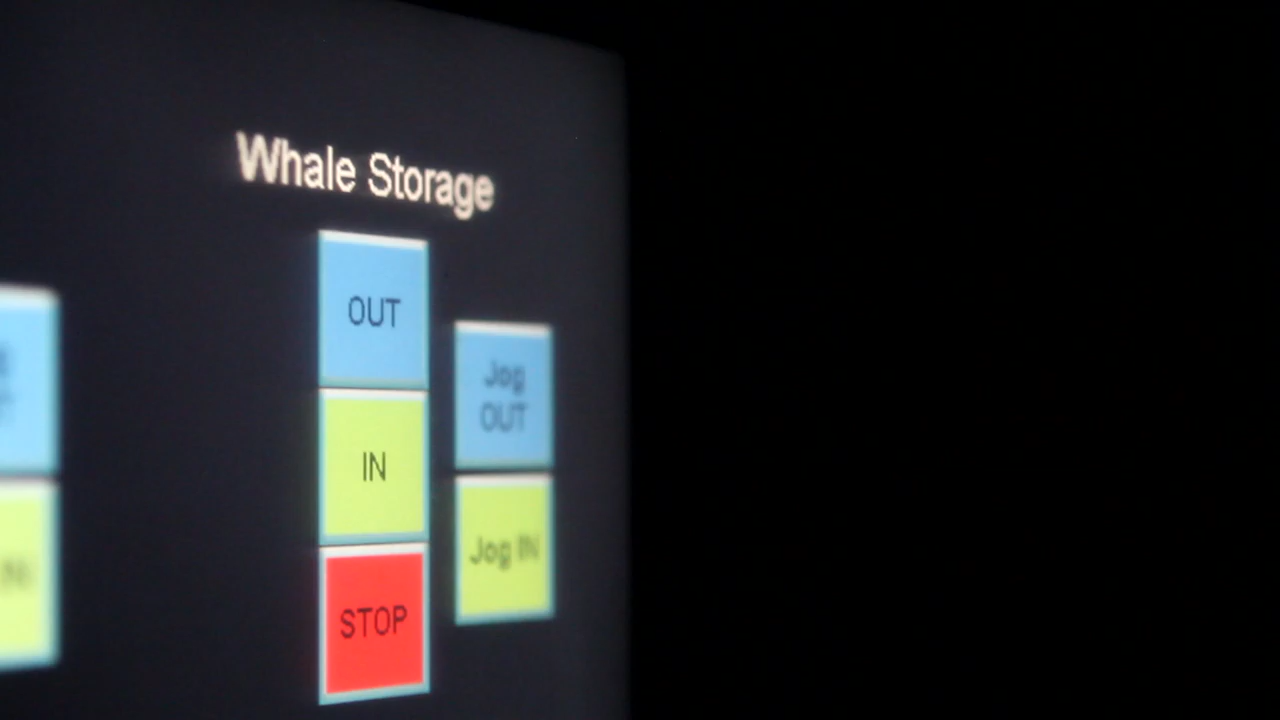 Whale Storage
OUT
IN
STOP
Jog
OUT
Jog IN